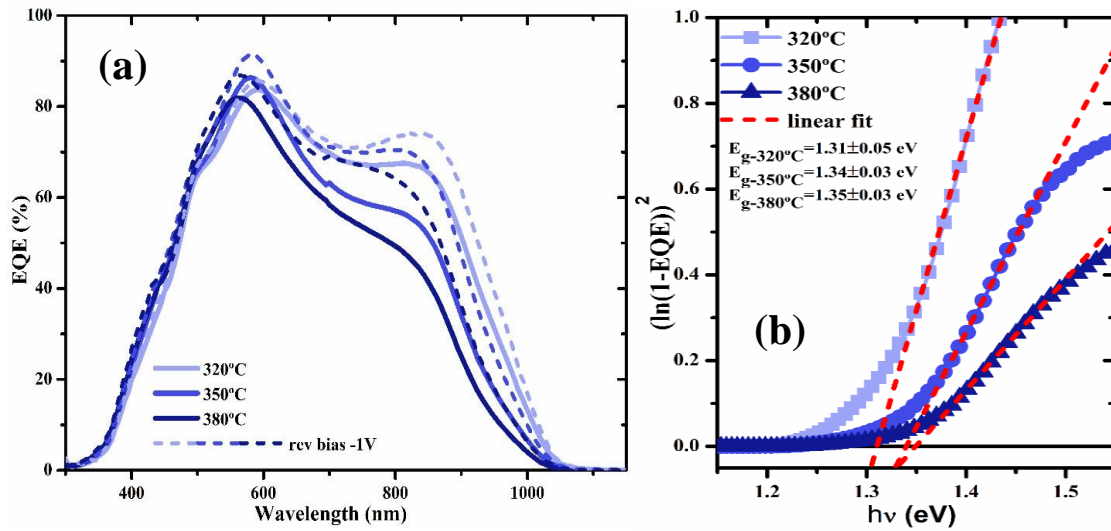 100
80
60
40
20
0
EQE (%)
(a)
320ºC
350ºC
380ºC
rev bias -1V
400 600 800 1000
Wavelength (nm)
1.0
0.8
0.6
0.4
0.2
0.0
(ln(1-EQE))²
320ºC
350ºC
380ºC
linear fit
Eg-320ºC=1.31±0.05 eV
Eg-350ºC=1.34±0.03 eV
Eg-380ºC=1.35±0.03 eV
(b)
1.2 1.3 1.4 1.5
hν (eV)